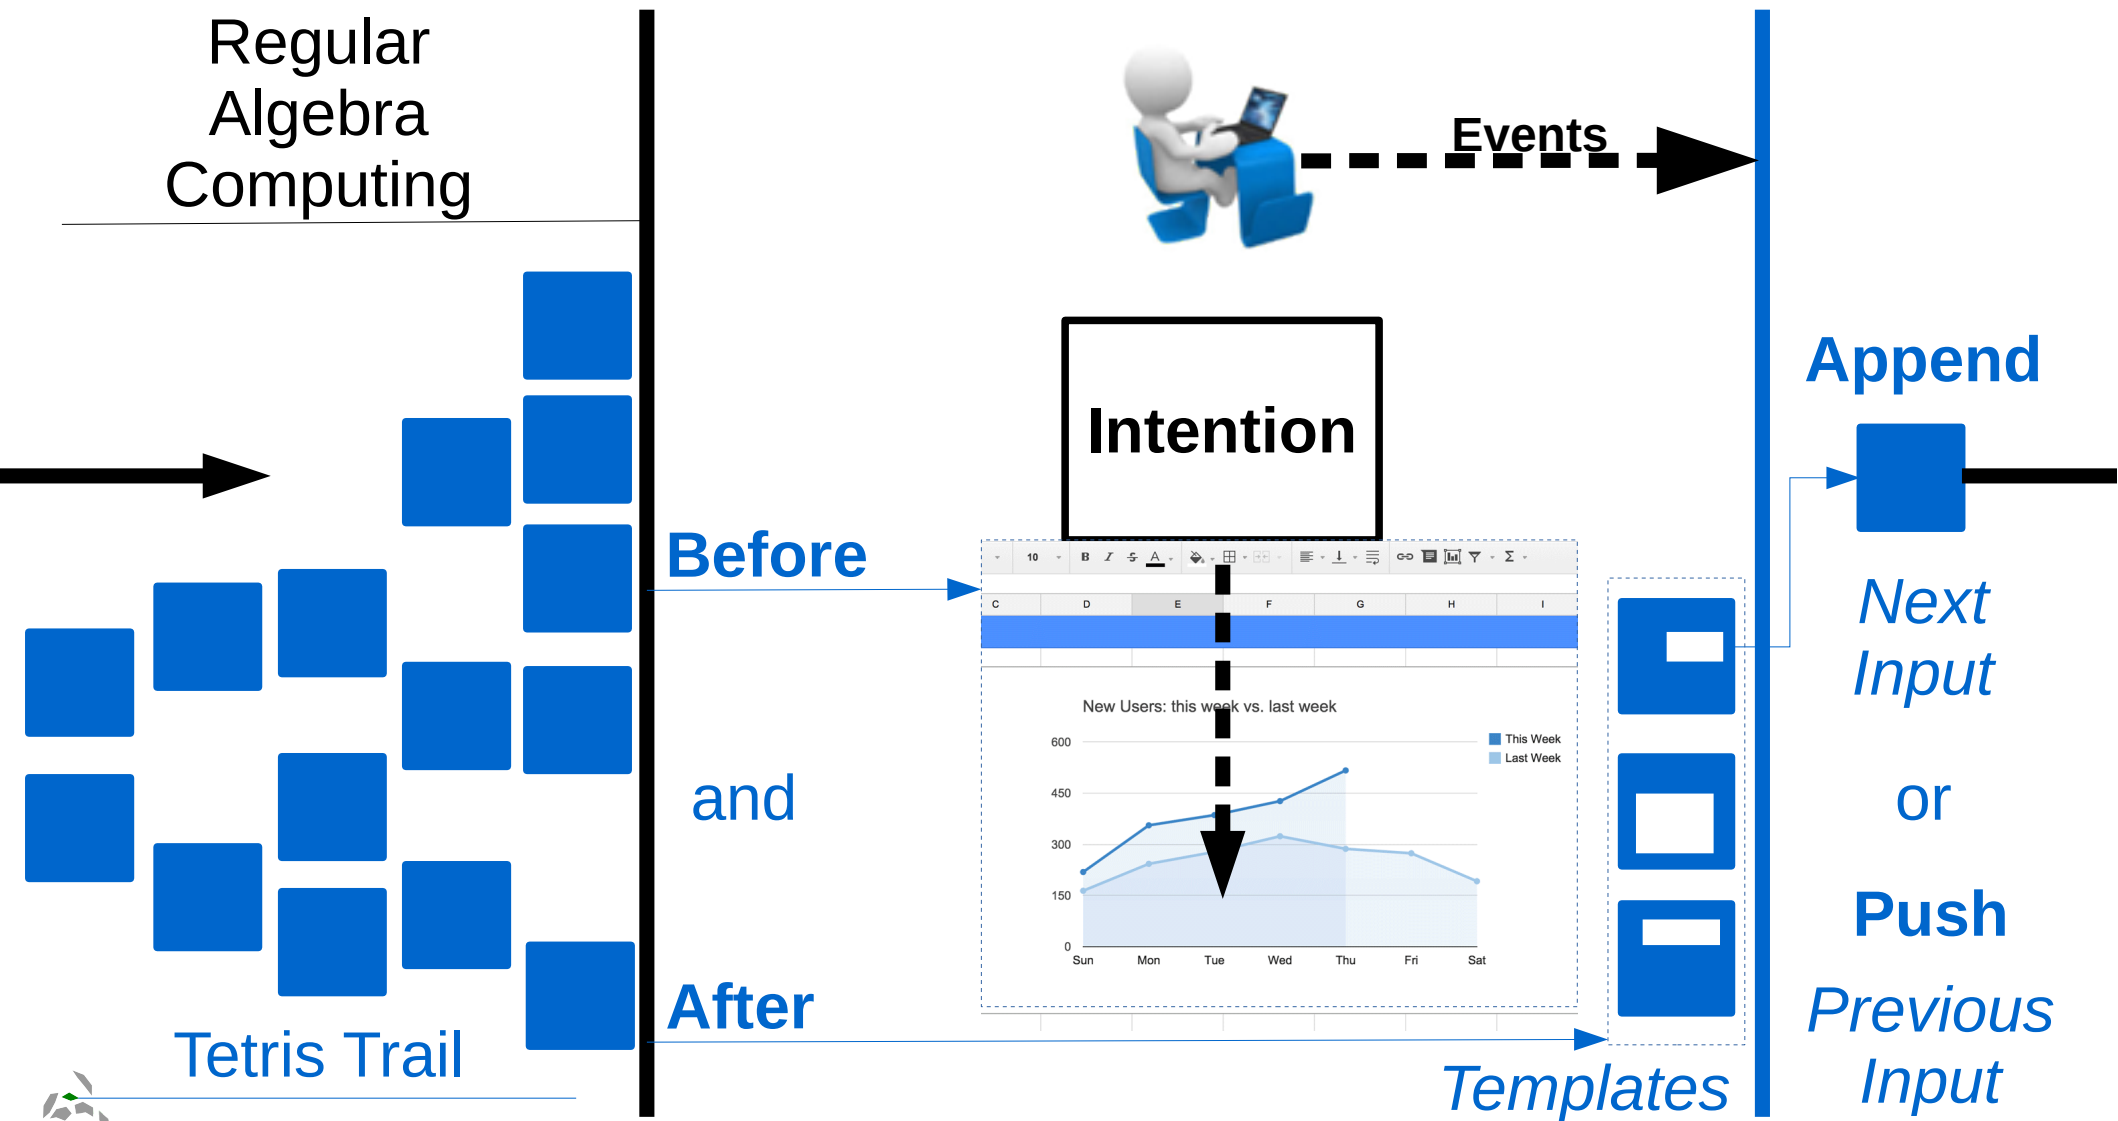 Regular
Algebra
Computing
Events
Intention
Append
Before
10 B I S A Σ
C D E F G H I
Next
Input
New Users: this week vs. last week
600
This Week
Last Week
450
and
or
300
150
Push
0
Sun Mon Tue Wed Thu Fri Sat
After
Previous
Input
Tetris Trail
Templates